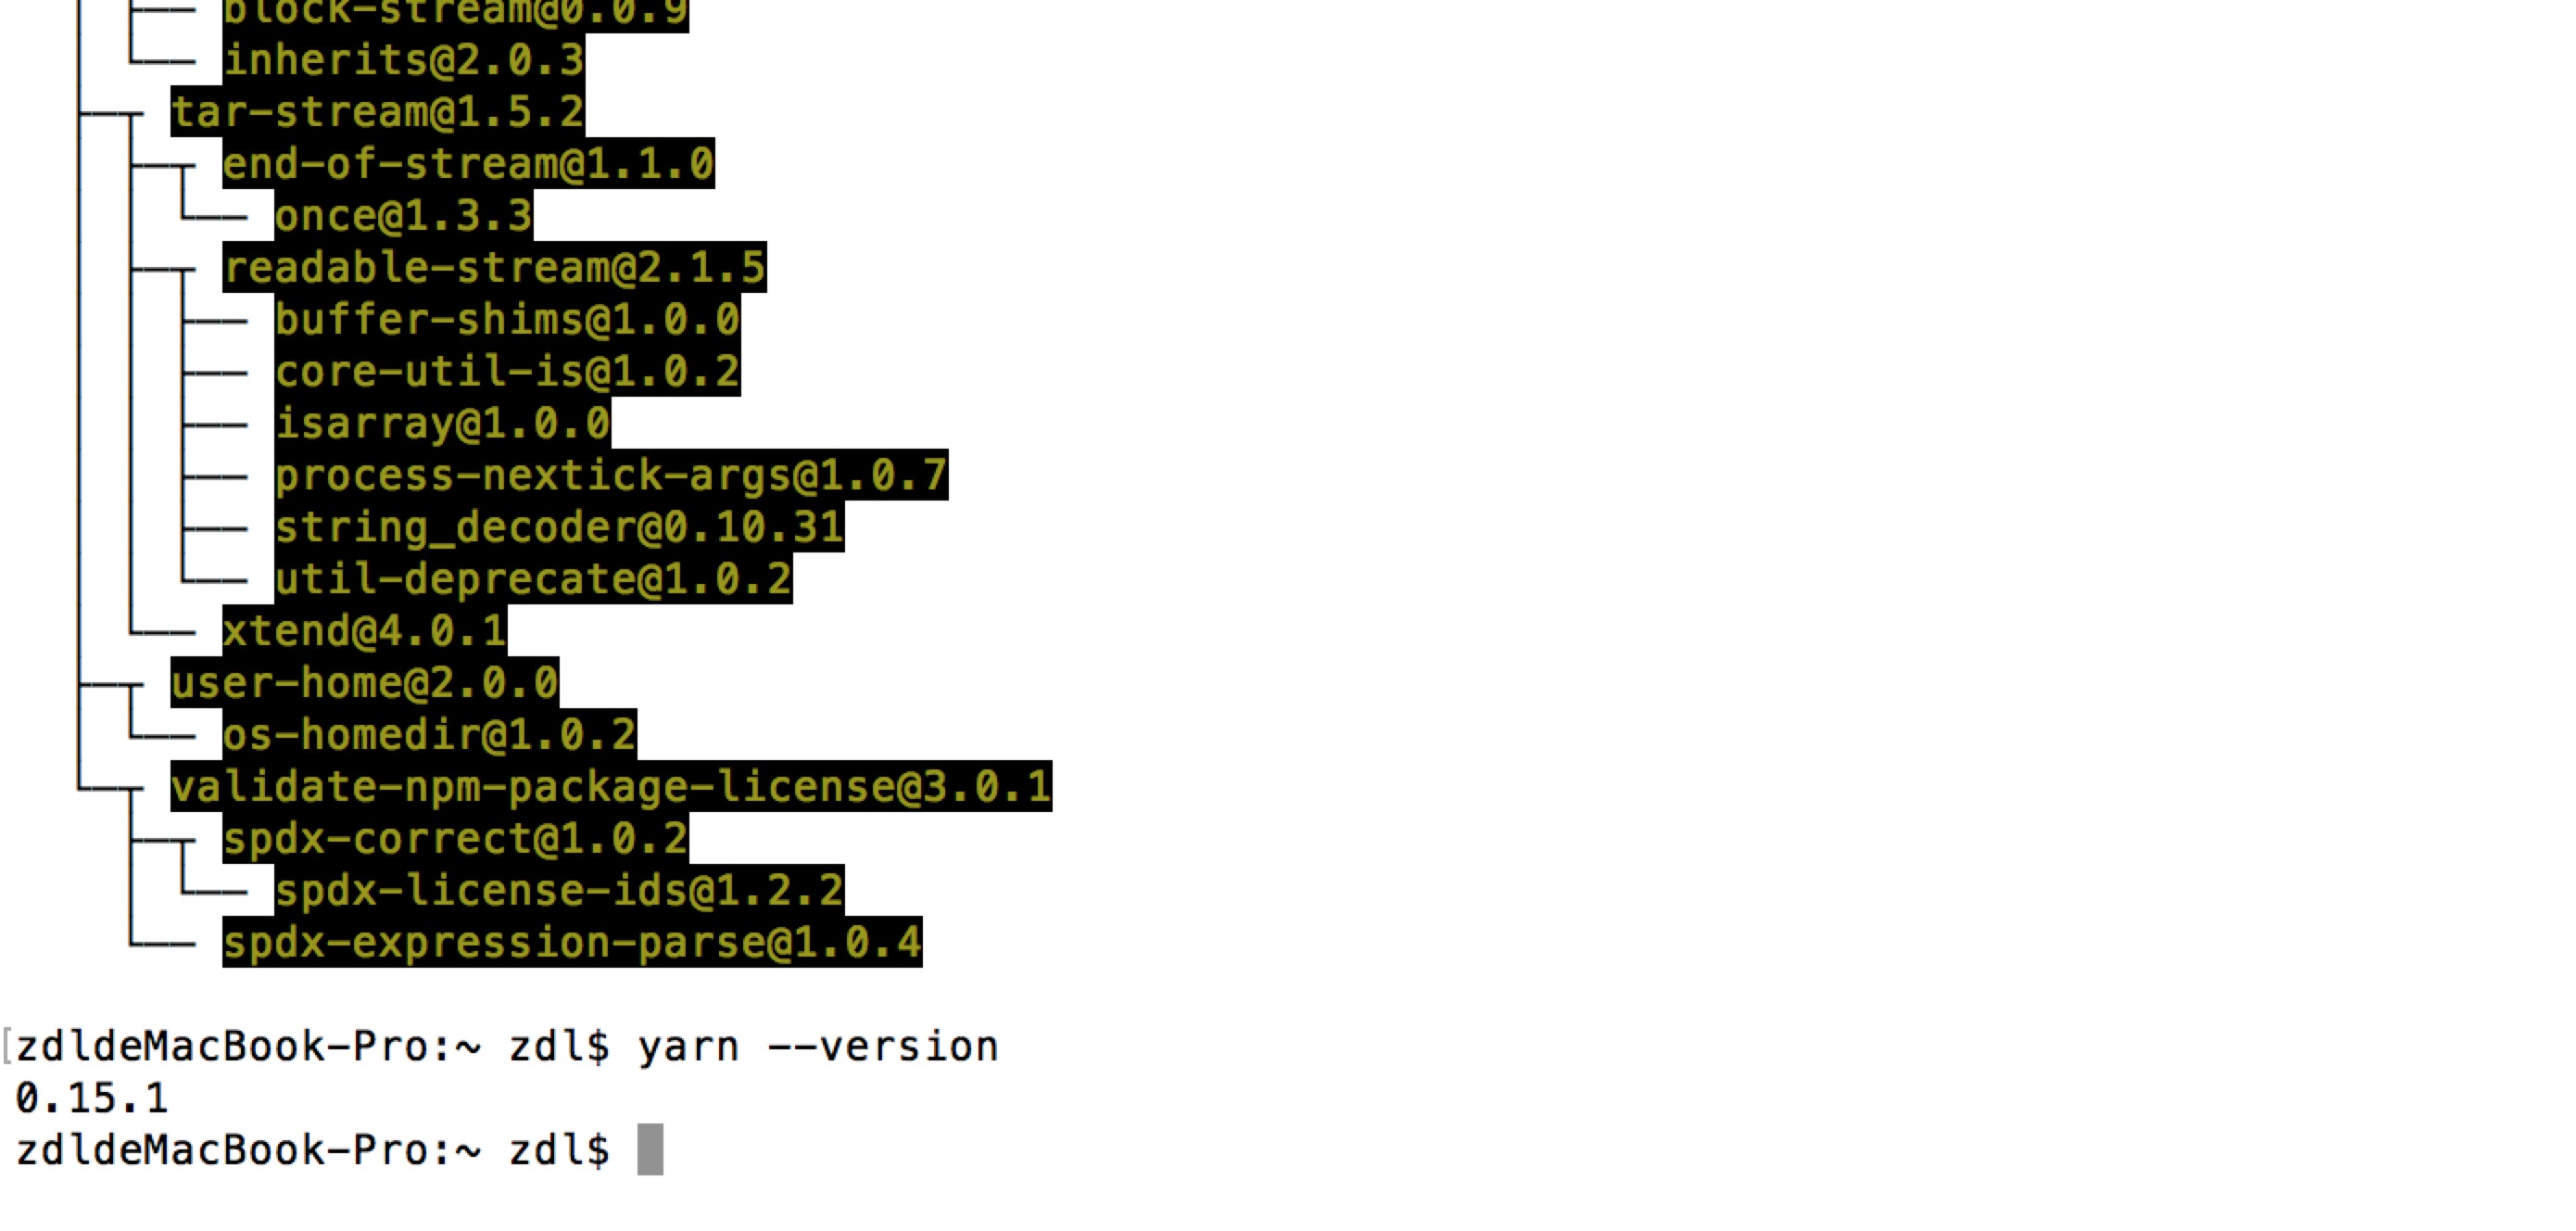 block-stream@0.0.9
inherits@2.0.3
tar-stream@1.5.2
end-of-stream@1.1.0
once@1.3.3
readable-stream@2.1.5
buffer-shims@1.0.0
core-util-is@1.0.2
isarray@1.0.0
process-nextick-args@1.0.7
string_decoder@0.10.31
util-deprecate@1.0.2
xtend@4.0.1
user-home@2.0.0
os-homedir@1.0.2
validate-npm-package-license@3.0.1
spdx-correct@1.0.2
spdx-license-ids@1.2.2
spdx-expression-parse@1.0.4
[zdldeMacBook-Pro:~ zdl$ yarn --version
0.15.1
zdldeMacBook-Pro:~ zdl$